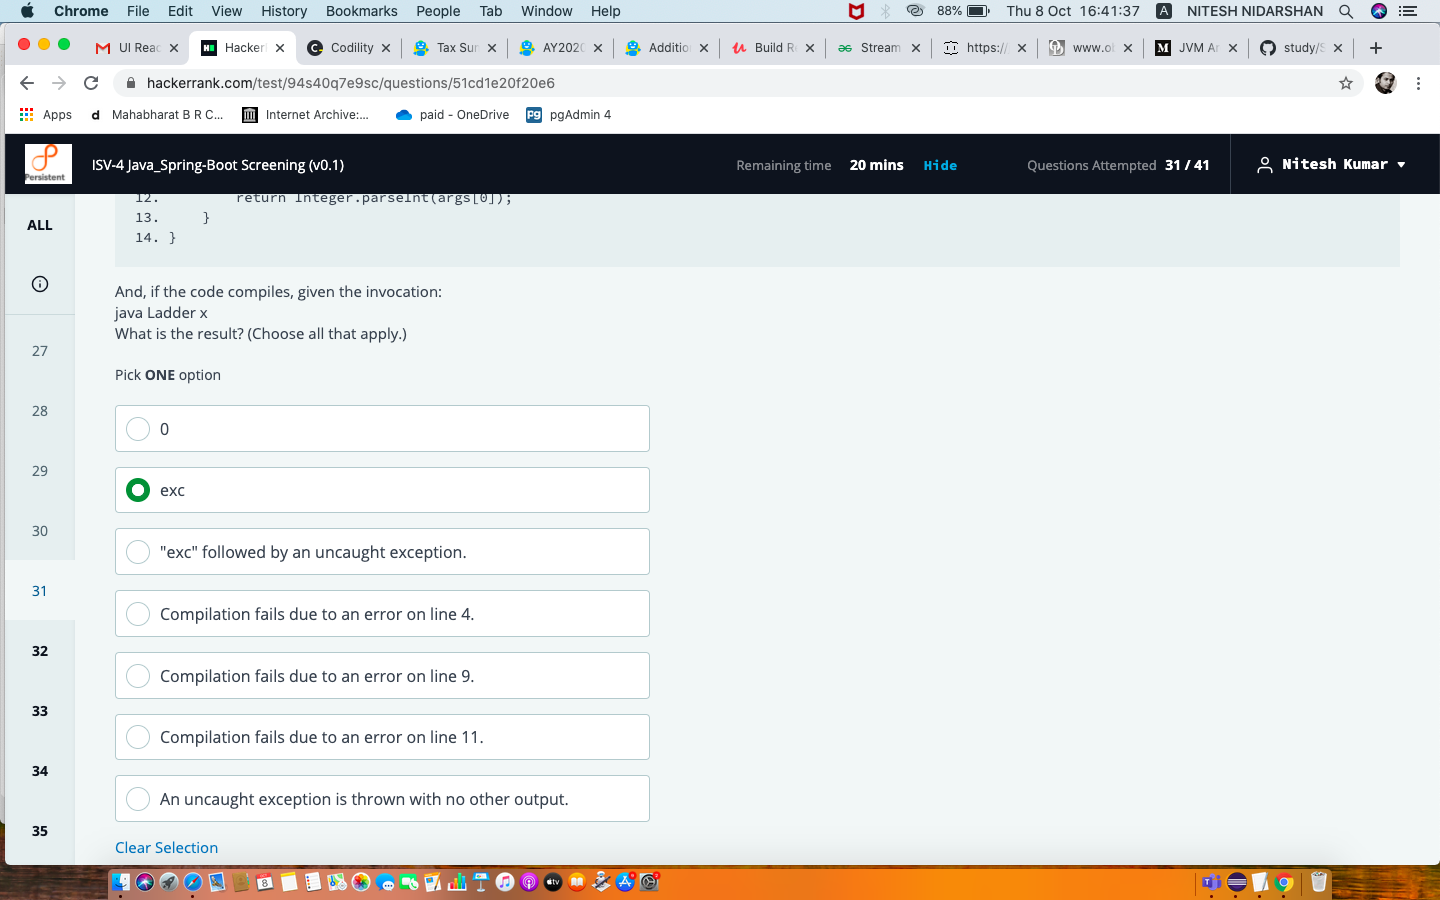 Chrome File Edit View History Bookmarks People Tab Window Help 88% Thu 8 Oct 16:41:37 A NITESH NIDARSHAN
UI Reac Hacker Codility Tax Sur AY202 Additio Build R Stream https:// www.ol JVM Ar study/S
hackerrank.com/test/94s40q7e9sc/questions/51cd1e20f20e6
Apps d Mahabharat B R C... Internet Archive:... paid - OneDrive pg pgAdmin 4
Persistent ISV-4 Java_Spring-Boot Screening (v0.1) Remaining time 20 mins Hide Questions Attempted 31 / 41 Nitesh Kumar
12. return Integer.parseInt(args[0]);
13. }
14. }
ALL
And, if the code compiles, given the invocation:
java Ladder x
What is the result? (Choose all that apply.)
Pick ONE option
0
exc
"exc" followed by an uncaught exception.
Compilation fails due to an error on line 4.
Compilation fails due to an error on line 9.
Compilation fails due to an error on line 11.
An uncaught exception is thrown with no other output.
Clear Selection
27
28
29
30
31
32
33
34
35